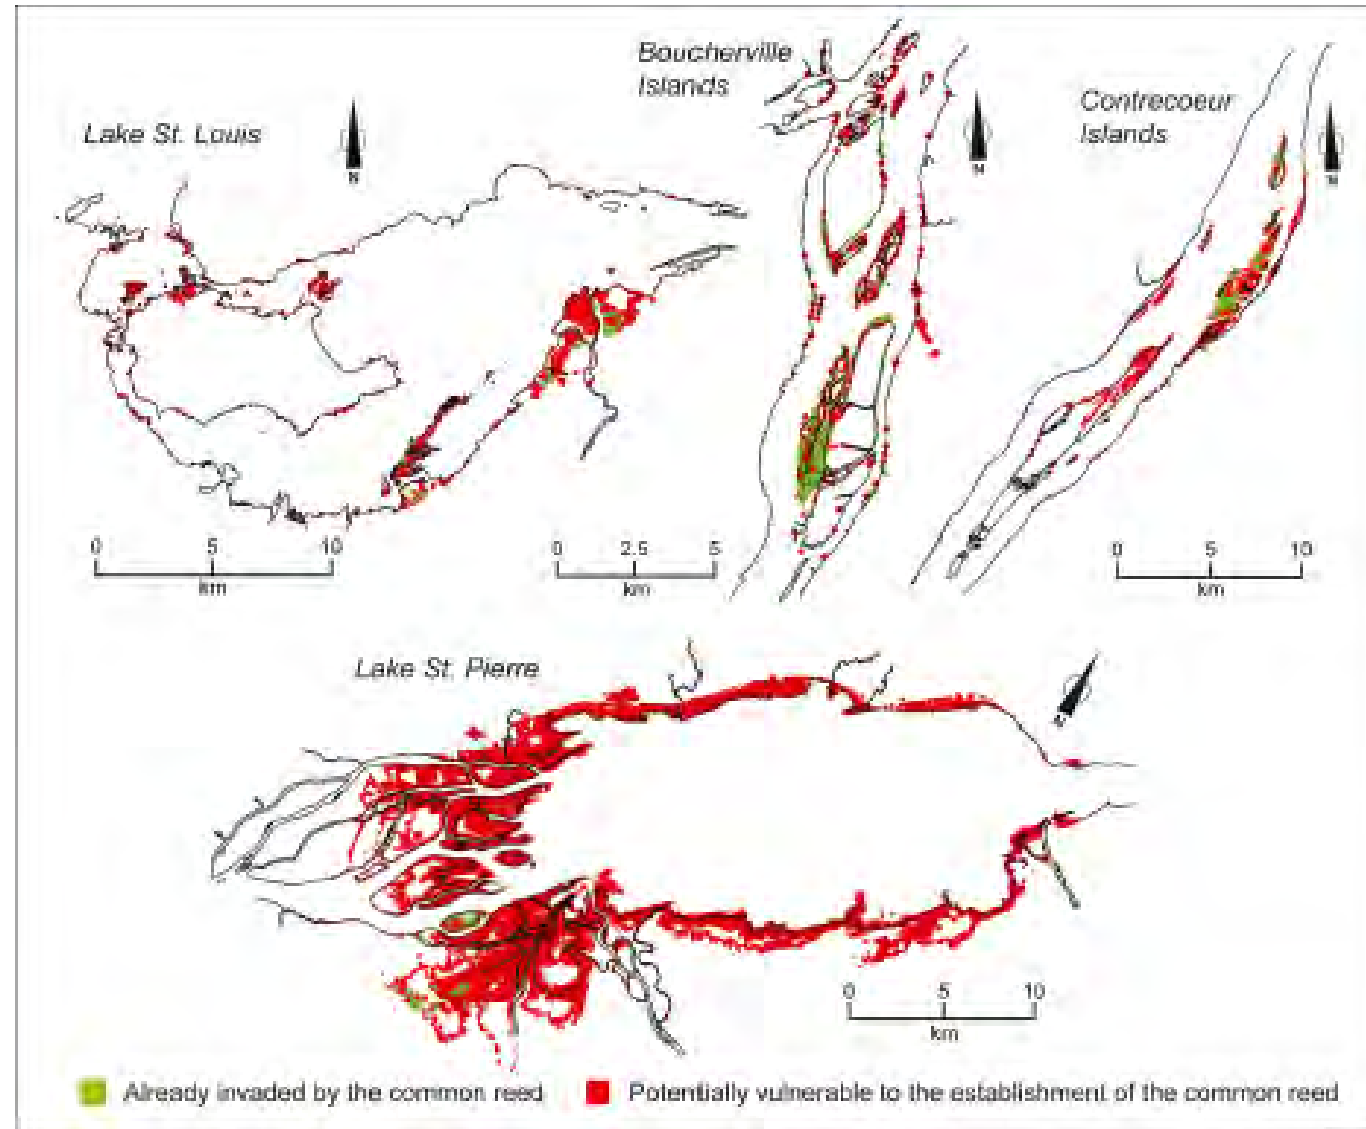 Boucherville
Islands
Contrecoeur
Islands
Lake St. Louis
N
N
N
0 5 10
km
0 2.5 5
km
0 5 10
km
Lake St. Pierre
N
0 5 10
km
Already invaded by the common reed
Potentially vulnerable to the establishment of the common reed